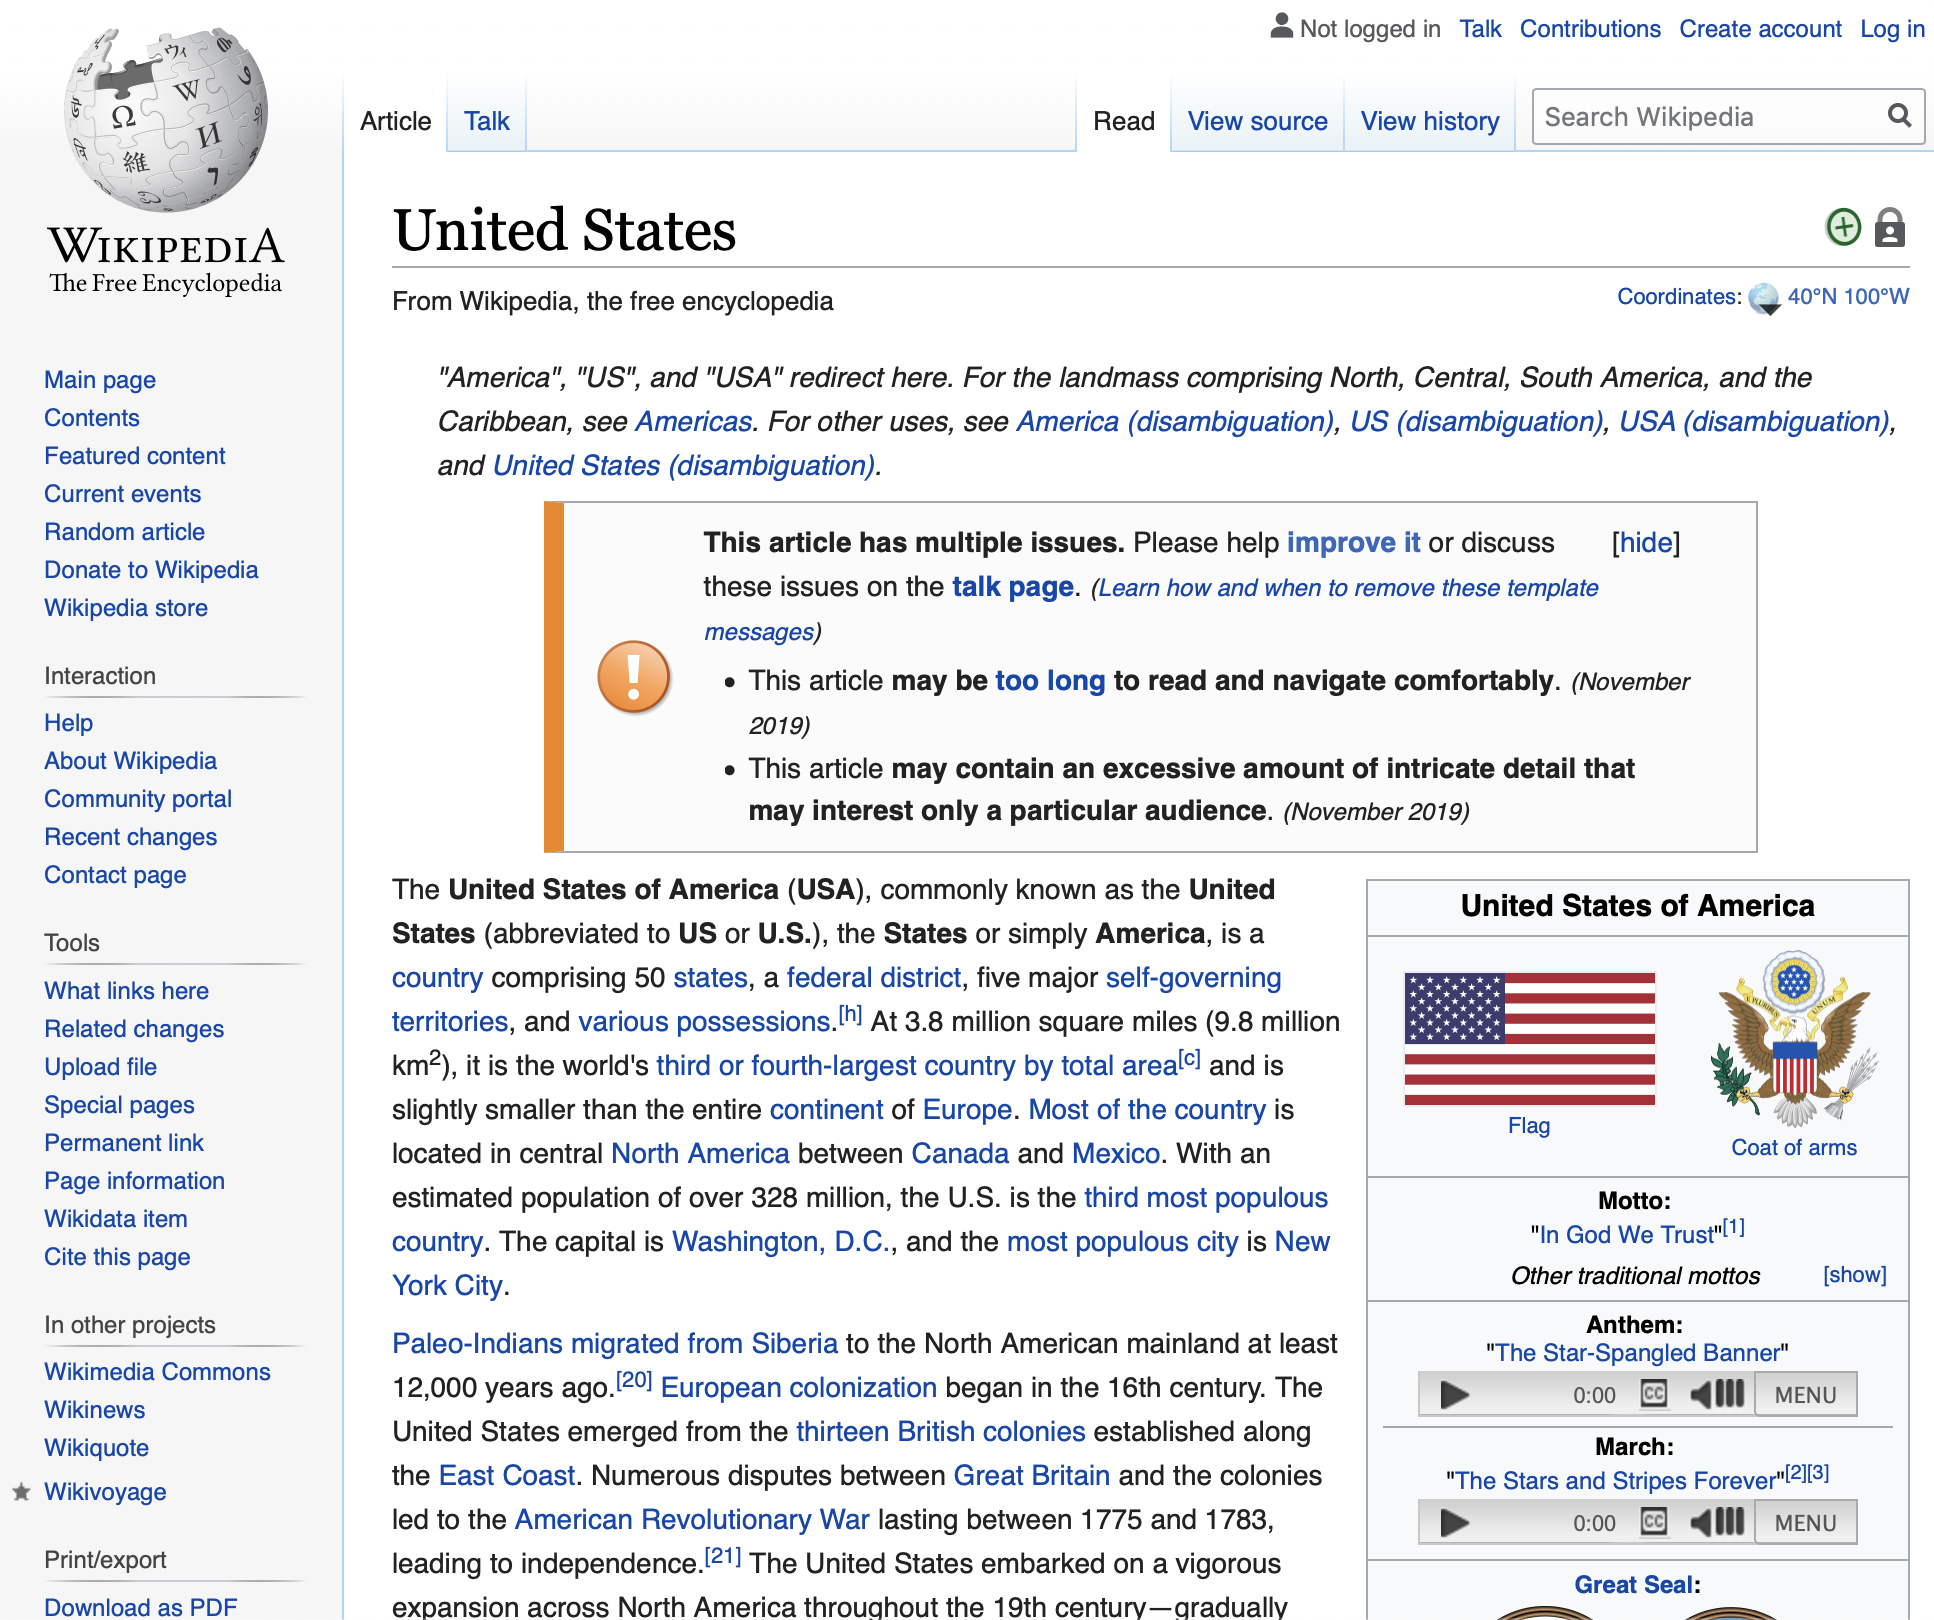 Not logged in Talk Contributions Create account Log in
Article Talk Read View source View history Search Wikipedia
WIKIPEDIA
The Free Encyclopedia
Main page
Contents
Featured content
Current events
Random article
Donate to Wikipedia
Wikipedia store
Interaction
Help
About Wikipedia
Community portal
Recent changes
Contact page
Tools
What links here
Related changes
Upload file
Special pages
Permanent link
Page information
Wikidata item
Cite this page
In other projects
Wikimedia Commons
Wikinews
Wikiquote
Wikivoyage
Print/export
Download as PDF
United States
From Wikipedia, the free encyclopedia
Coordinates: 40°N 100°W
"America", "US", and "USA" redirect here. For the landmass comprising North, Central, South America, and the
Caribbean, see Americas. For other uses, see America (disambiguation), US (disambiguation), USA (disambiguation),
and United States (disambiguation).
This article has multiple issues. Please help improve it or discuss [hide]
these issues on the talk page. (Learn how and when to remove these template
messages)
• This article may be too long to read and navigate comfortably. (November
2019)
• This article may contain an excessive amount of intricate detail that
may interest only a particular audience. (November 2019)
The United States of America (USA), commonly known as the United
States (abbreviated to US or U.S.), the States or simply America, is a
country comprising 50 states, a federal district, five major self-governing
territories, and various possessions.[h] At 3.8 million square miles (9.8 million
km²), it is the world's third or fourth-largest country by total area[c] and is
slightly smaller than the entire continent of Europe. Most of the country is
located in central North America between Canada and Mexico. With an
estimated population of over 328 million, the U.S. is the third most populous
country. The capital is Washington, D.C., and the most populous city is New
York City.
Paleo-Indians migrated from Siberia to the North American mainland at least
12,000 years ago.[20] European colonization began in the 16th century. The
United States emerged from the thirteen British colonies established along
the East Coast. Numerous disputes between Great Britain and the colonies
led to the American Revolutionary War lasting between 1775 and 1783,
leading to independence.[21] The United States embarked on a vigorous
expansion across North America throughout the 19th century—gradually
United States of America
Flag
Coat of arms
Motto:
"In God We Trust"[1]
Other traditional mottos [show]
Anthem:
"The Star-Spangled Banner"
0:00 CC MENU
March:
"The Stars and Stripes Forever"[2][3]
0:00 CC MENU
Great Seal: